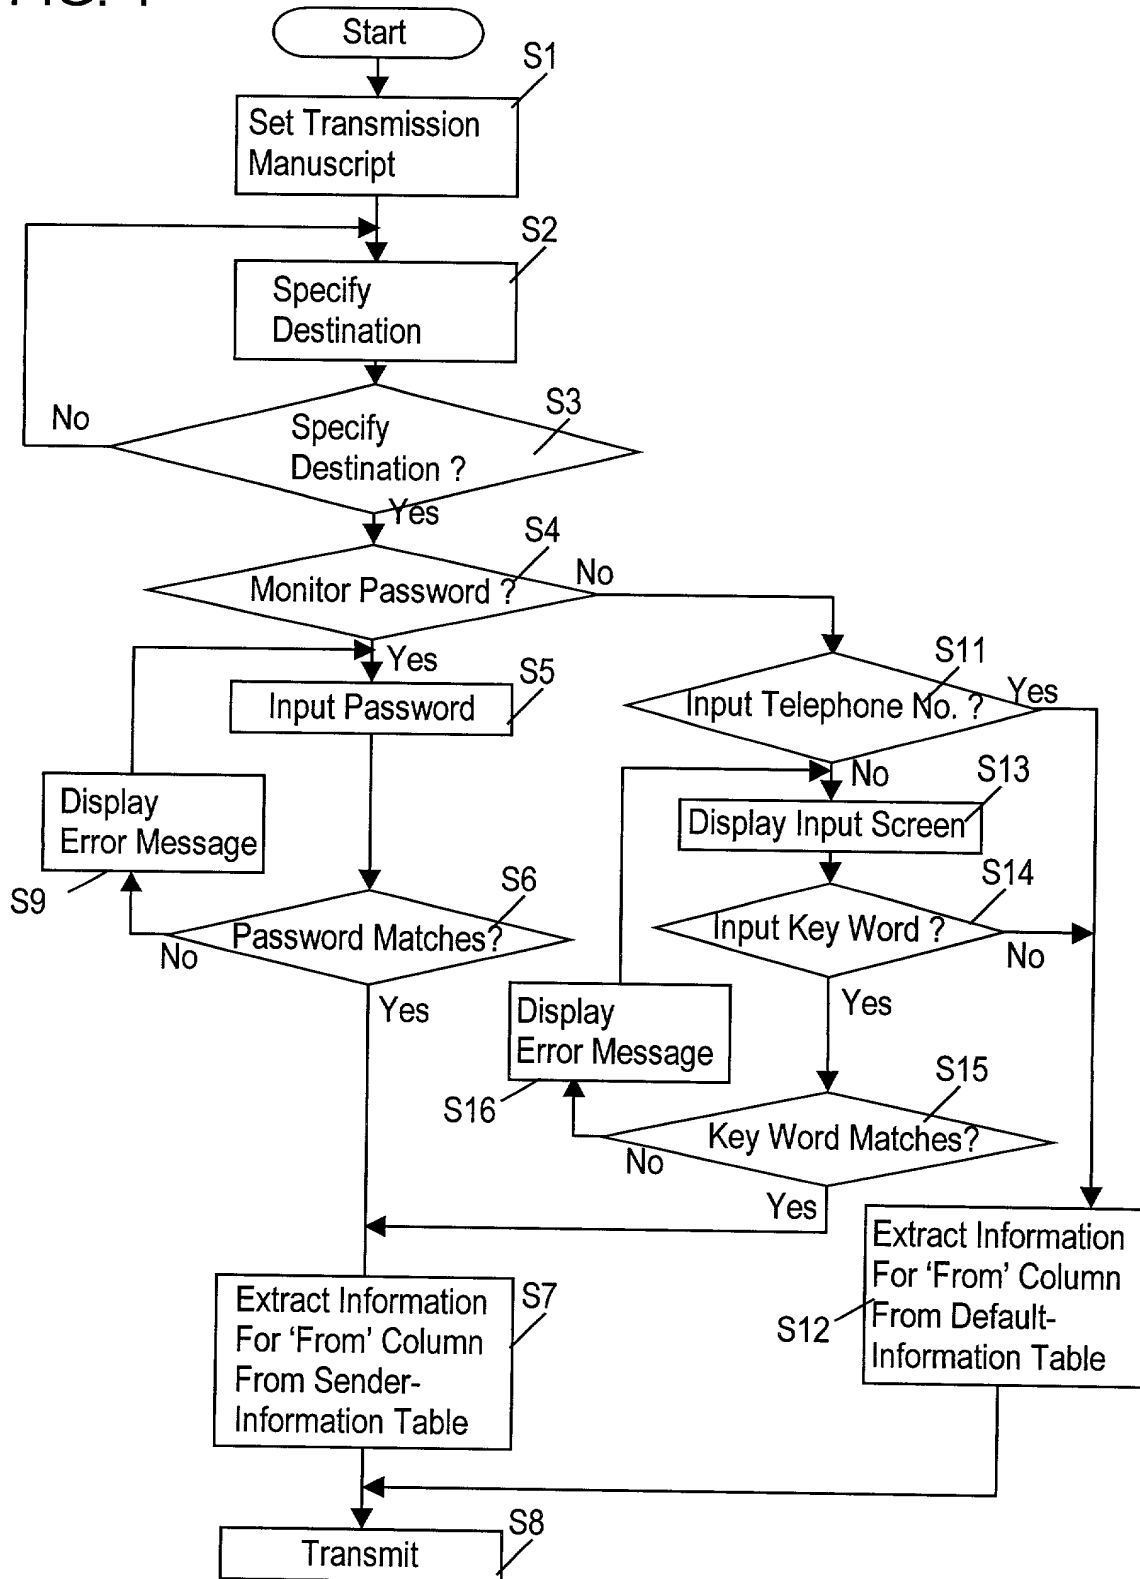 Start
S1
Set Transmission
Manuscript
S2
Specify
Destination
No
S3
Specify
Destination ?
Yes
S4
Monitor Password ?
No
Yes
S5
Input Password
S11
Input Telephone No. ?
Yes
No
S13
Display Input Screen
Display
Error Message
S9
S6
Password Matches?
No
Yes
S14
Input Key Word ?
No
Yes
Display
Error Message
S16
S15
Key Word Matches?
No
Yes
Extract Information
For ‘From’ Column
From Sender-
Information Table
S7
Extract Information
For ‘From’ Column
From Default-
Information Table
S12
S8
Transmit